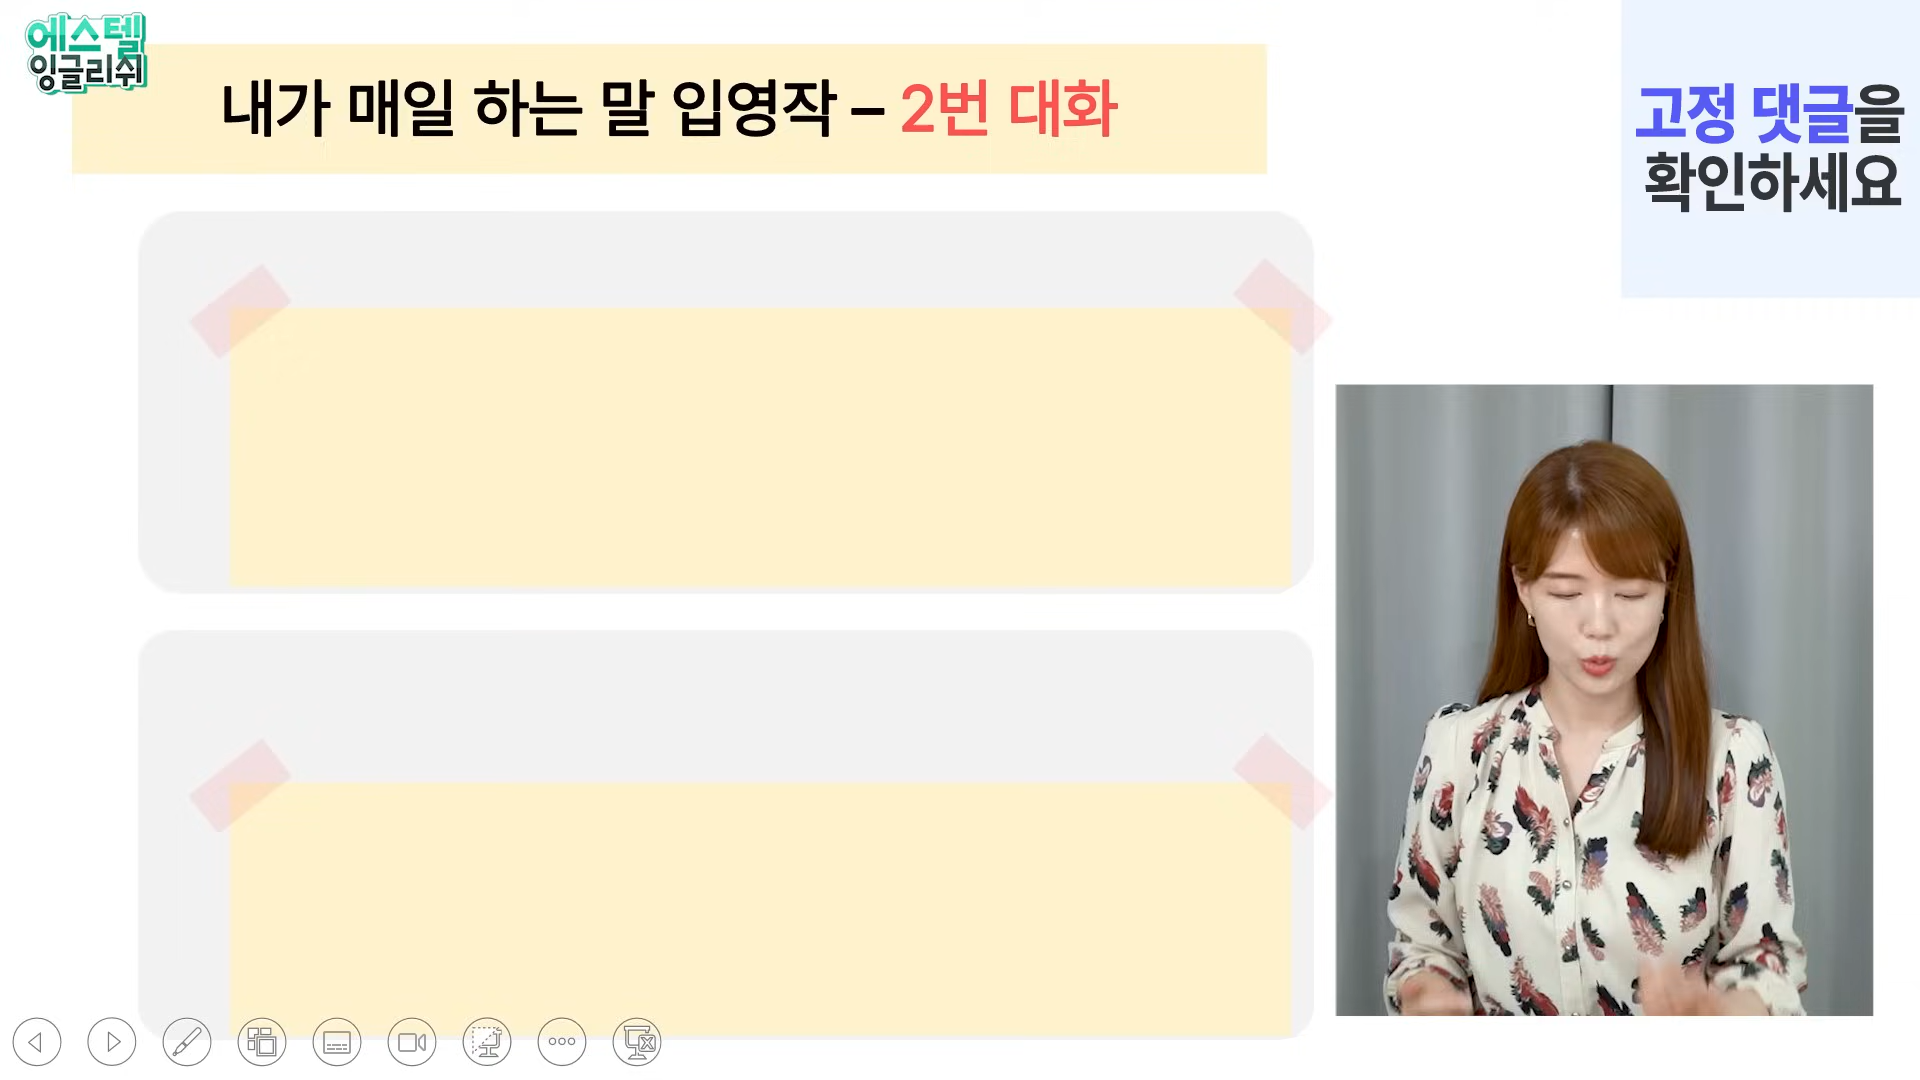 에스텔
잉글리쉬
내가 매일 하는 말 입영작 – 2번 대화
고정 댓글을
확인하세요